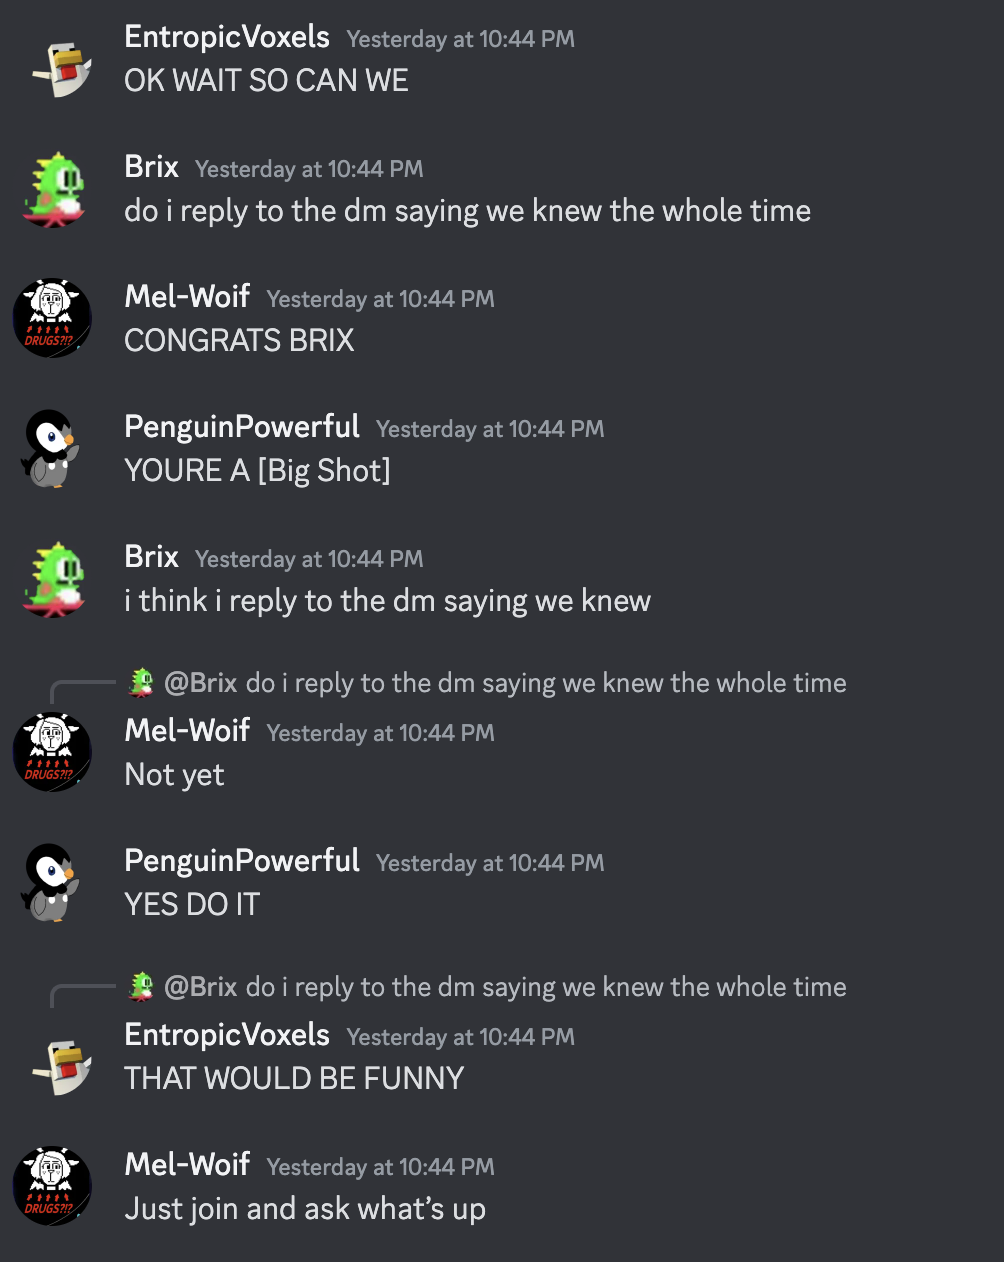 EntropicVoxels Yesterday at 10:44 PM
OK WAIT SO CAN WE
Brix Yesterday at 10:44 PM
do i reply to the dm saying we knew the whole time
Mel-Woif Yesterday at 10:44 PM
DRUGS?!?
CONGRATS BRIX
PenguinPowerful Yesterday at 10:44 PM
YOURE A [Big Shot]
Brix Yesterday at 10:44 PM
i think i reply to the dm saying we knew
@Brix do i reply to the dm saying we knew the whole time
Mel-Woif Yesterday at 10:44 PM
DRUGS?!?
Not yet
PenguinPowerful Yesterday at 10:44 PM
YES DO IT
@Brix do i reply to the dm saying we knew the whole time
EntropicVoxels Yesterday at 10:44 PM
THAT WOULD BE FUNNY
Mel-Woif Yesterday at 10:44 PM
DRUGS?!?
Just join and ask what's up